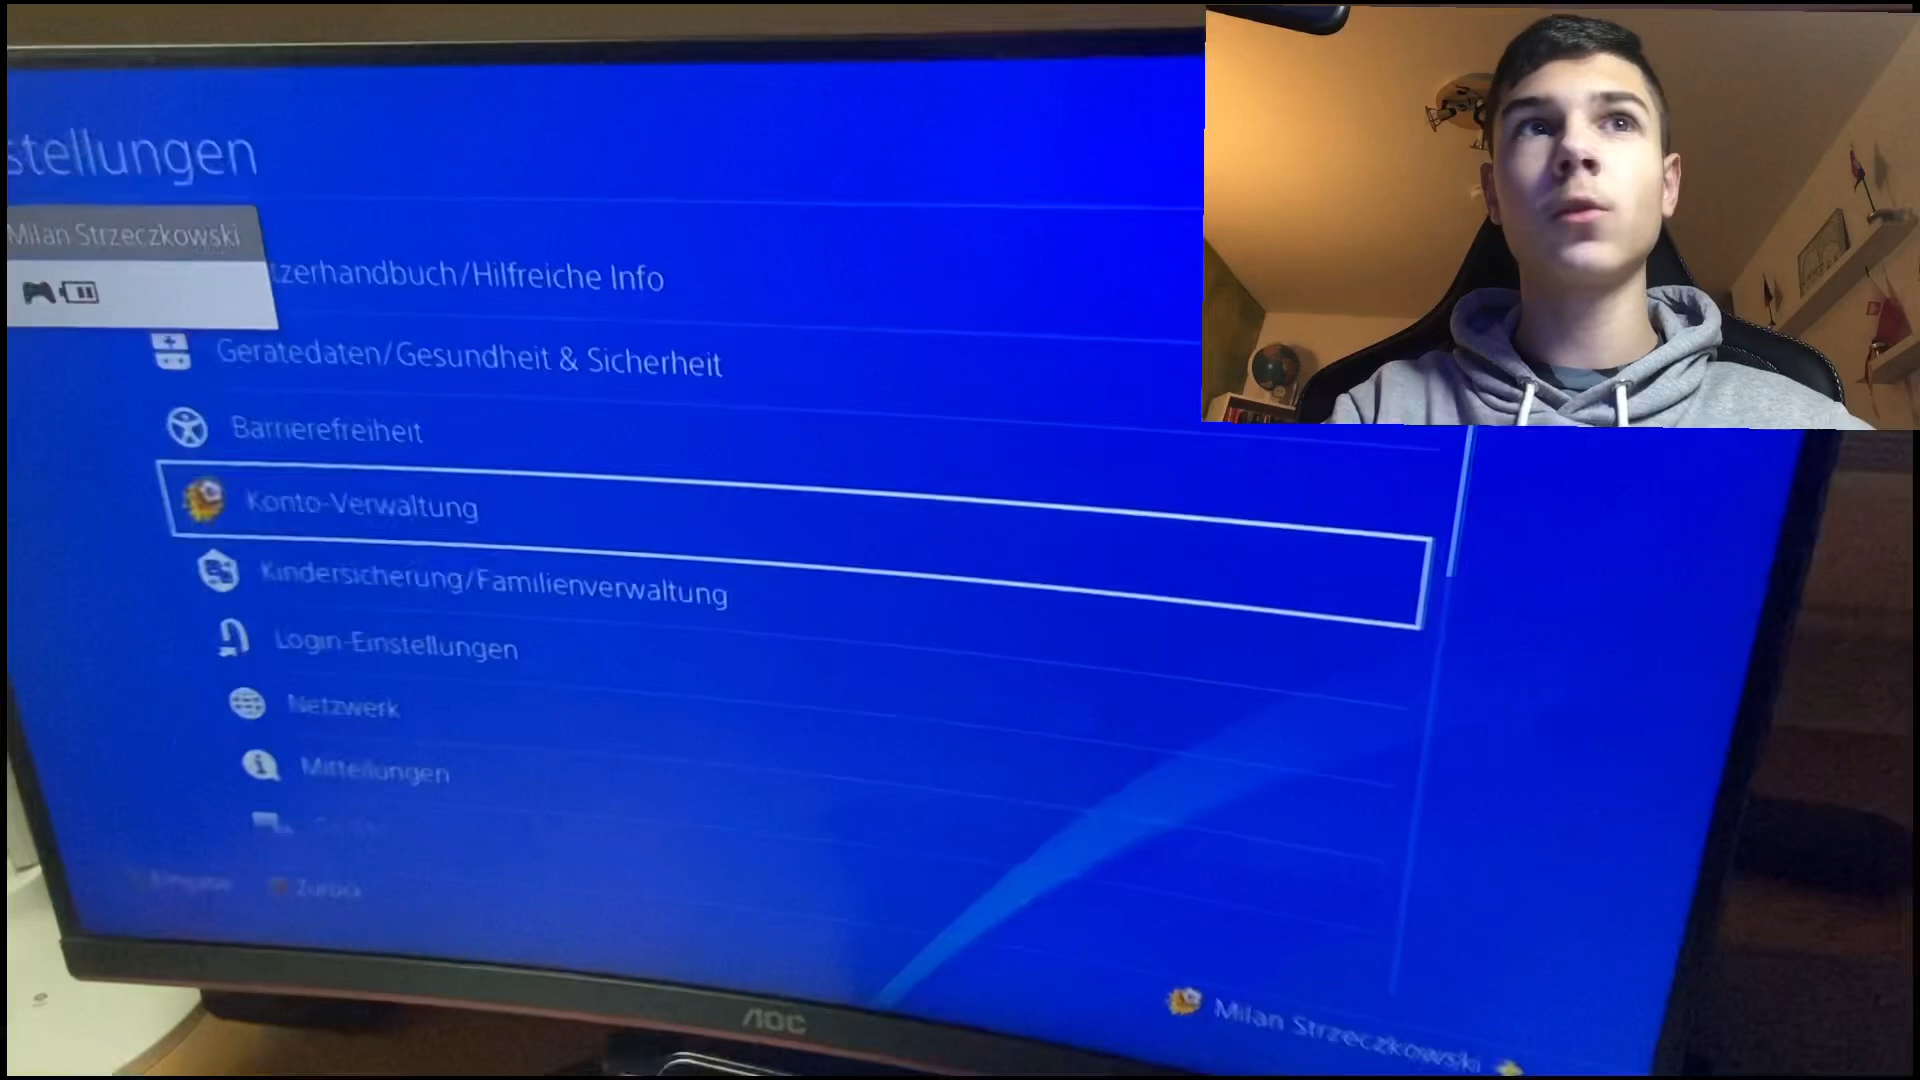 stellungen
Milan Strzeczkowski
tzerhandbuch/Hilfreiche Info
Gerätedaten/Gesundheit & Sicherheit
Barrierefreiheit
Konto-Verwaltung
Kindersicherung/Familienverwaltung
Login-Einstellungen
Netzwerk
Mitteilungen
Zurück
Milan Strzeczkowski
AOC